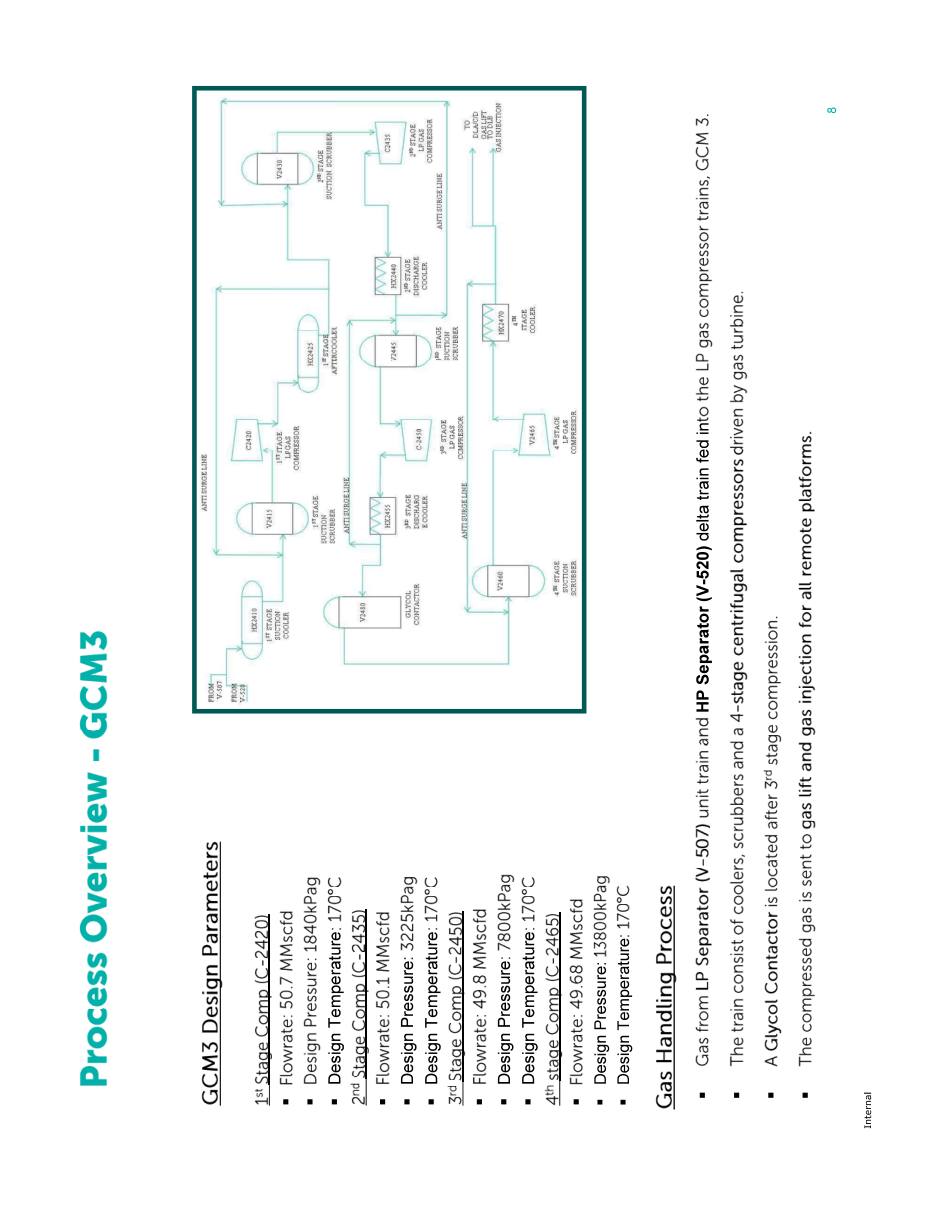 Process Overview - GCM3
GCM3 Design Parameters
1st Stage Comp (C-2420)
▪ Flowrate: 50.7 MMscfd
▪ Design Pressure: 1840kPag
▪ Design Temperature: 170°C
2nd Stage Comp (C-2435)
▪ Flowrate: 50.1 MMscfd
▪ Design Pressure: 3225kPag
▪ Design Temperature: 170°C
3rd Stage Comp (C-2450)
▪ Flowrate: 49.8 MMscfd
▪ Design Pressure: 7800kPag
▪ Design Temperature: 170°C
4th stage Comp (C-2465)
▪ Flowrate: 49.68 MMscfd
▪ Design Pressure: 13800kPag
▪ Design Temperature: 170°C
FROM
V-507
FROM
V-520
HX2410
1ST STAGE
SUCTION
COOLER
ANTI SURGE LINE
V2415
1ST STAGE
SUCTION
SCRUBBER
C2420
1ST STAGE
LP GAS
COMPRESSOR
HX2425
1ST STAGE
AFTERCOOLER
V2430
2ND STAGE
SUCTION SCRUBBER
C2435
2ND STAGE
LP GAS
COMPRESSOR
ANTI SURGE LINE
HX2440
2ND STAGE
DISCHARGE
COOLER
V2445
3RD STAGE
SUCTION
SCRUBBER
C-2450
3RD STAGE
LP GAS
COMPRESSOR
ANTI SURGE LINE
HX2455
3RD STAGE
DISCHARG
E COOLER
V2480
GLYCOL
CONTACTOR
ANTI SURGE LINE
V2460
4TH STAGE
SUCTION
SCRUBBER
V2465
4TH STAGE
LP GAS
COMPRESSOR
HX2470
4TH
STAGE
COOLER
TO
DLA/C/D
GAS LIFT
TO DLB
GAS INJECTION
Gas Handling Process
▪ Gas from LP Separator (V-507) unit train and HP Separator (V-520) delta train fed into the LP gas compressor trains, GCM 3.
▪ The train consist of coolers, scrubbers and a 4-stage centrifugal compressors driven by gas turbine.
▪ A Glycol Contactor is located after 3rd stage compression.
▪ The compressed gas is sent to gas lift and gas injection for all remote platforms.
8
Internal